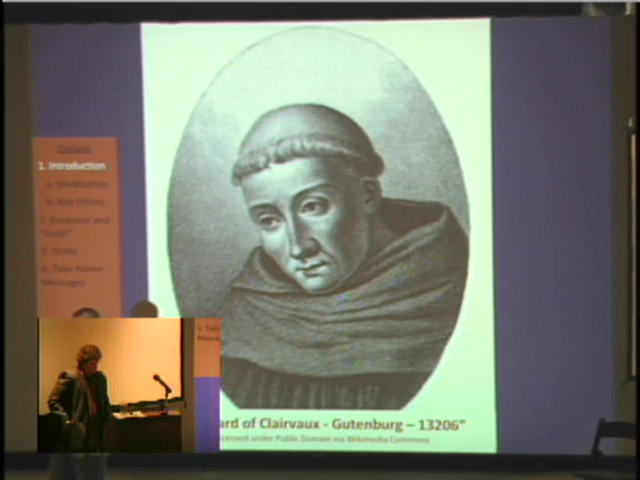 Outline
1. Introduction
a. Meditation
b. Key Points
2. Evidence and
"truth"
3. Study
4. Take Home
Messages
ard of Clairvaux - Gutenburg – 13206"
censed under Public Domain via Wikimedia Commons